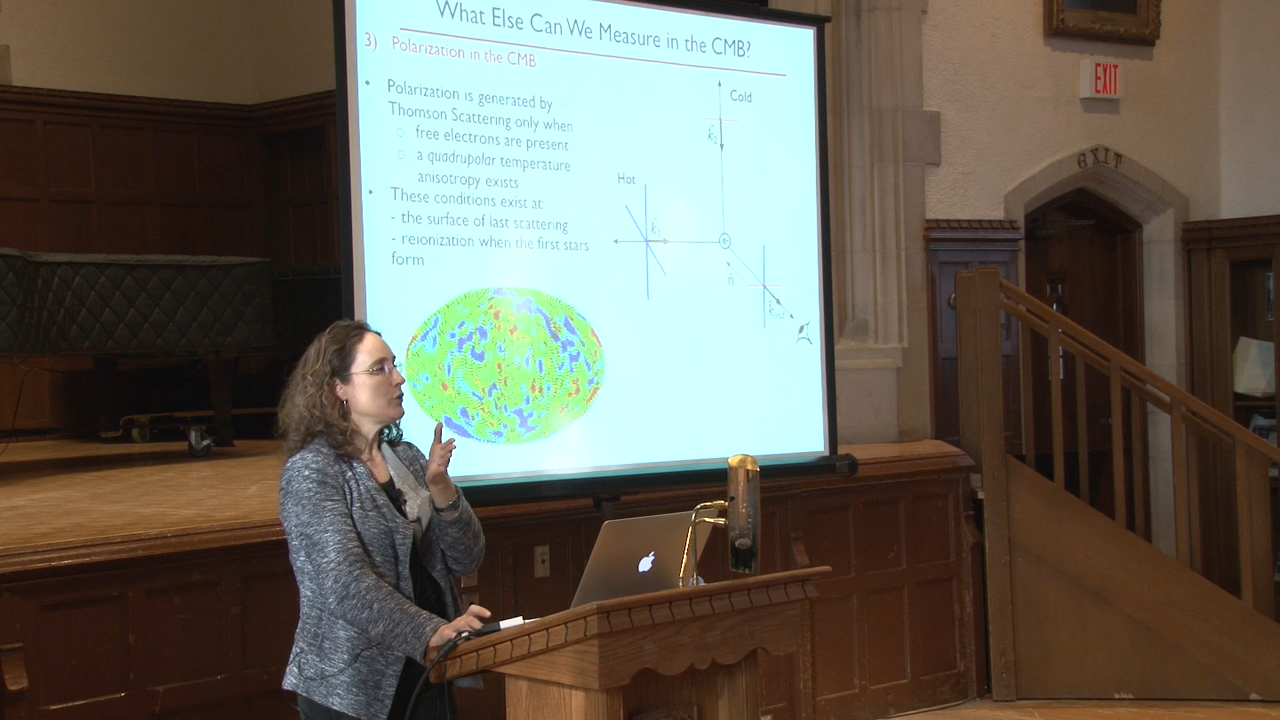 What Else Can We Measure in the CMB?
3) Polarization in the CMB
• Polarization is generated by
Thomson Scattering only when
○ free electrons are present
○ a quadrupolar temperature
anisotropy exists
• These conditions exist at:
- the surface of last scattering
- reionization when the first stars
form
Cold
Hot
EXIT
EXIT